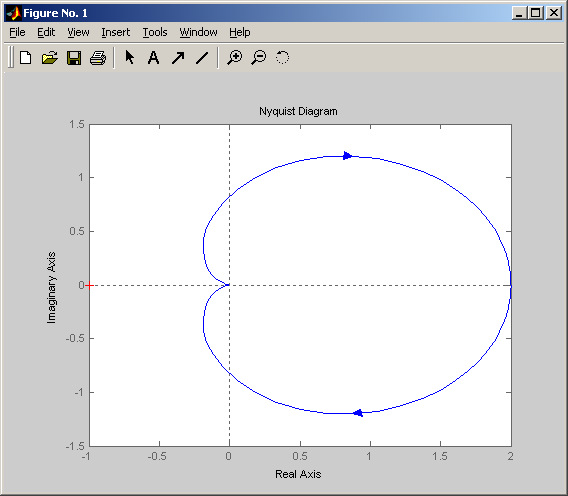 Figure No. 1
File Edit View Insert Tools Window Help
A
Nyquist Diagram
1.5
1
0.5
0
-0.5
-1
-1.5
Imaginary Axis
-1 -0.5 0 0.5 1 1.5 2
Real Axis